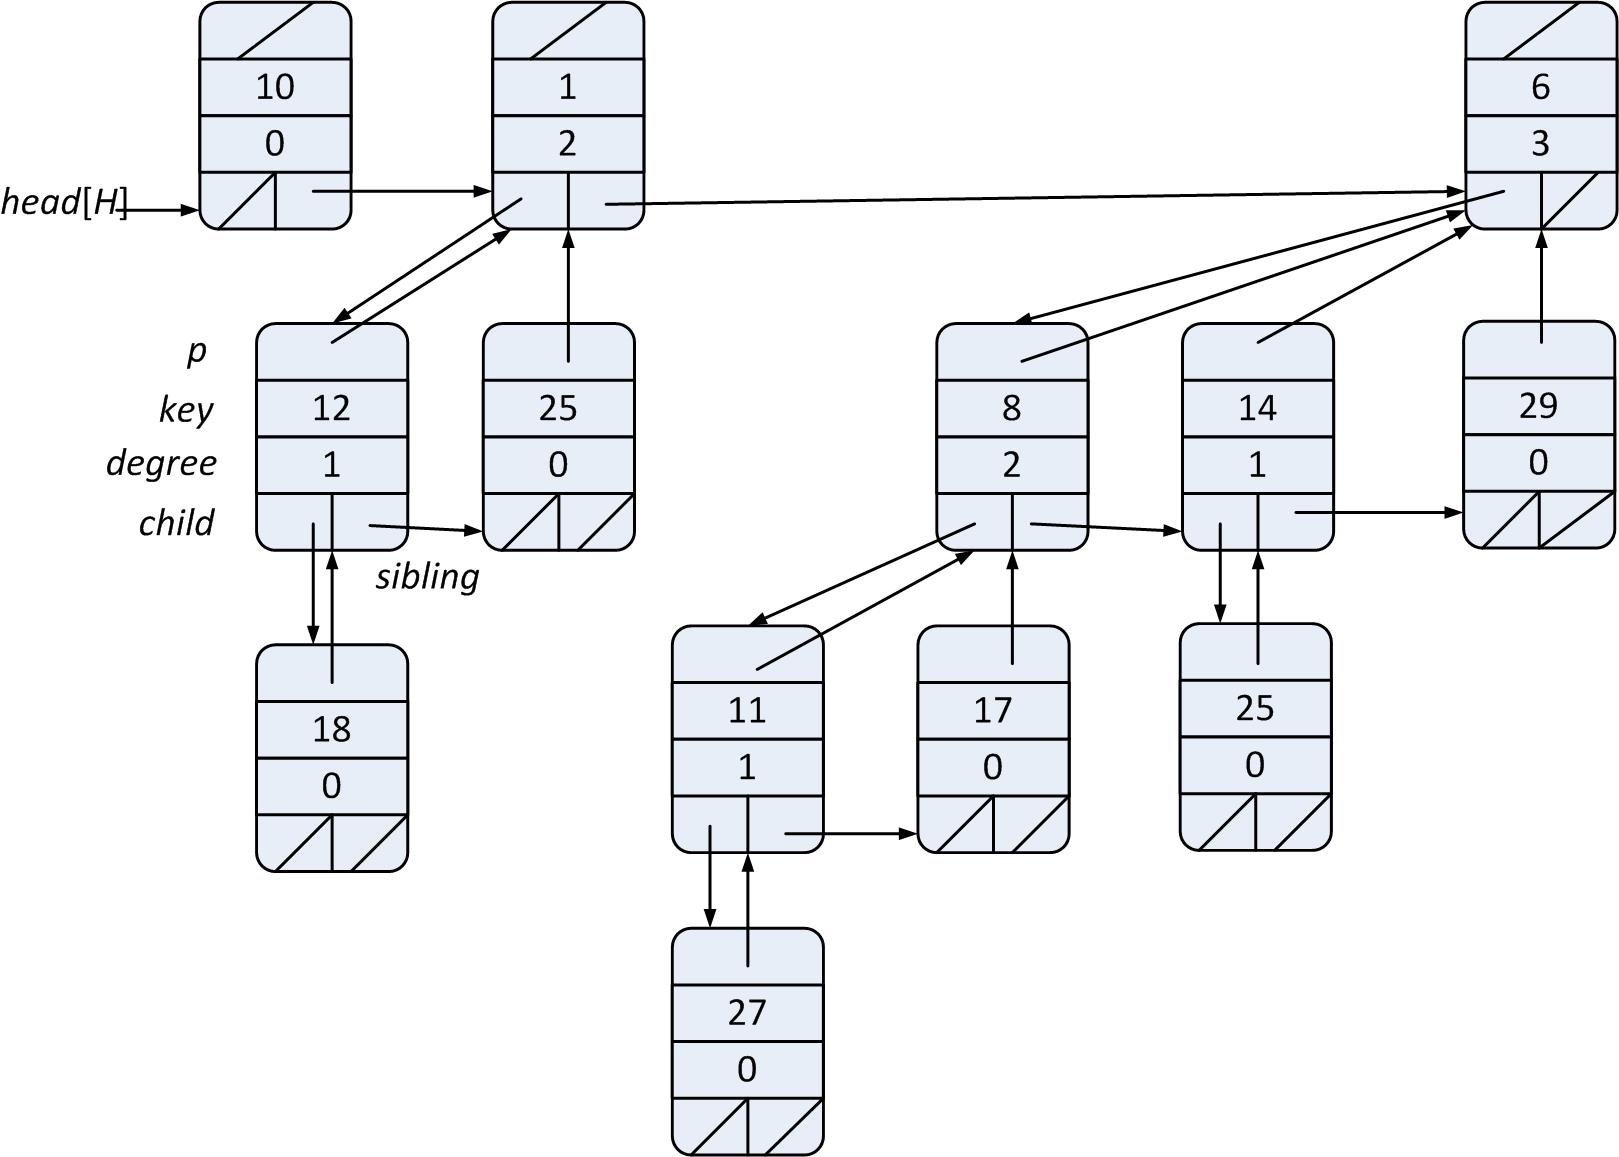 10 1 6
0 2 3
head[H]
p
key 12 25 8 14 29
degree 1 0 2 1 0
child
sibling
18 11 17 25
0 1 0 0
27
0